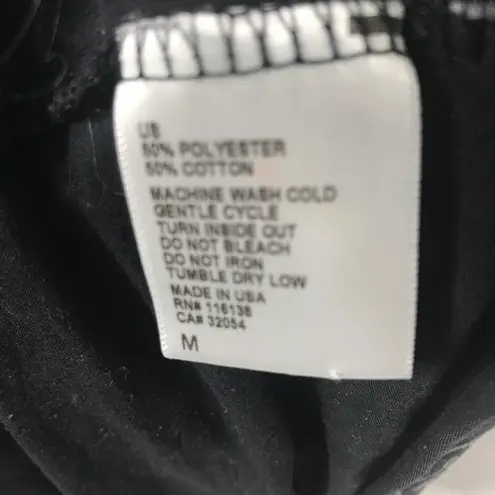 US
50% POLYESTER
50% COTTON
MACHINE WASH COLD
GENTLE CYCLE
TURN INSIDE OUT
DO NOT BLEACH
DO NOT IRON
TUMBLE DRY LOW
MADE IN USA
RN# 116138
CA# 32054
M